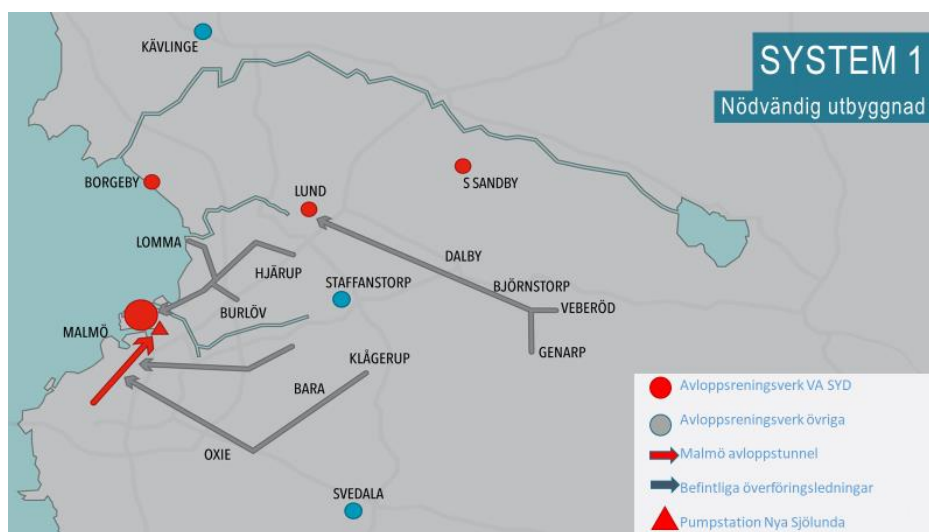 KÄVLINGE
SYSTEM 1
Nödvändig utbyggnad
BORGEBY
S SANDBY
LUND
LOMMA
HJÄRUP
DALBY
STAFFANSTORP
BJÖRNSTORP
BURLÖV
VEBERÖD
MALMÖ
GENARP
KLÅGERUP
BARA
OXIE
SVEDALA
Avloppsreningsverk VA SYD
Avloppsreningsverk övriga
Malmö avloppstunnel
Befintliga överföringsledningar
Pumpstation Nya Sjölunda